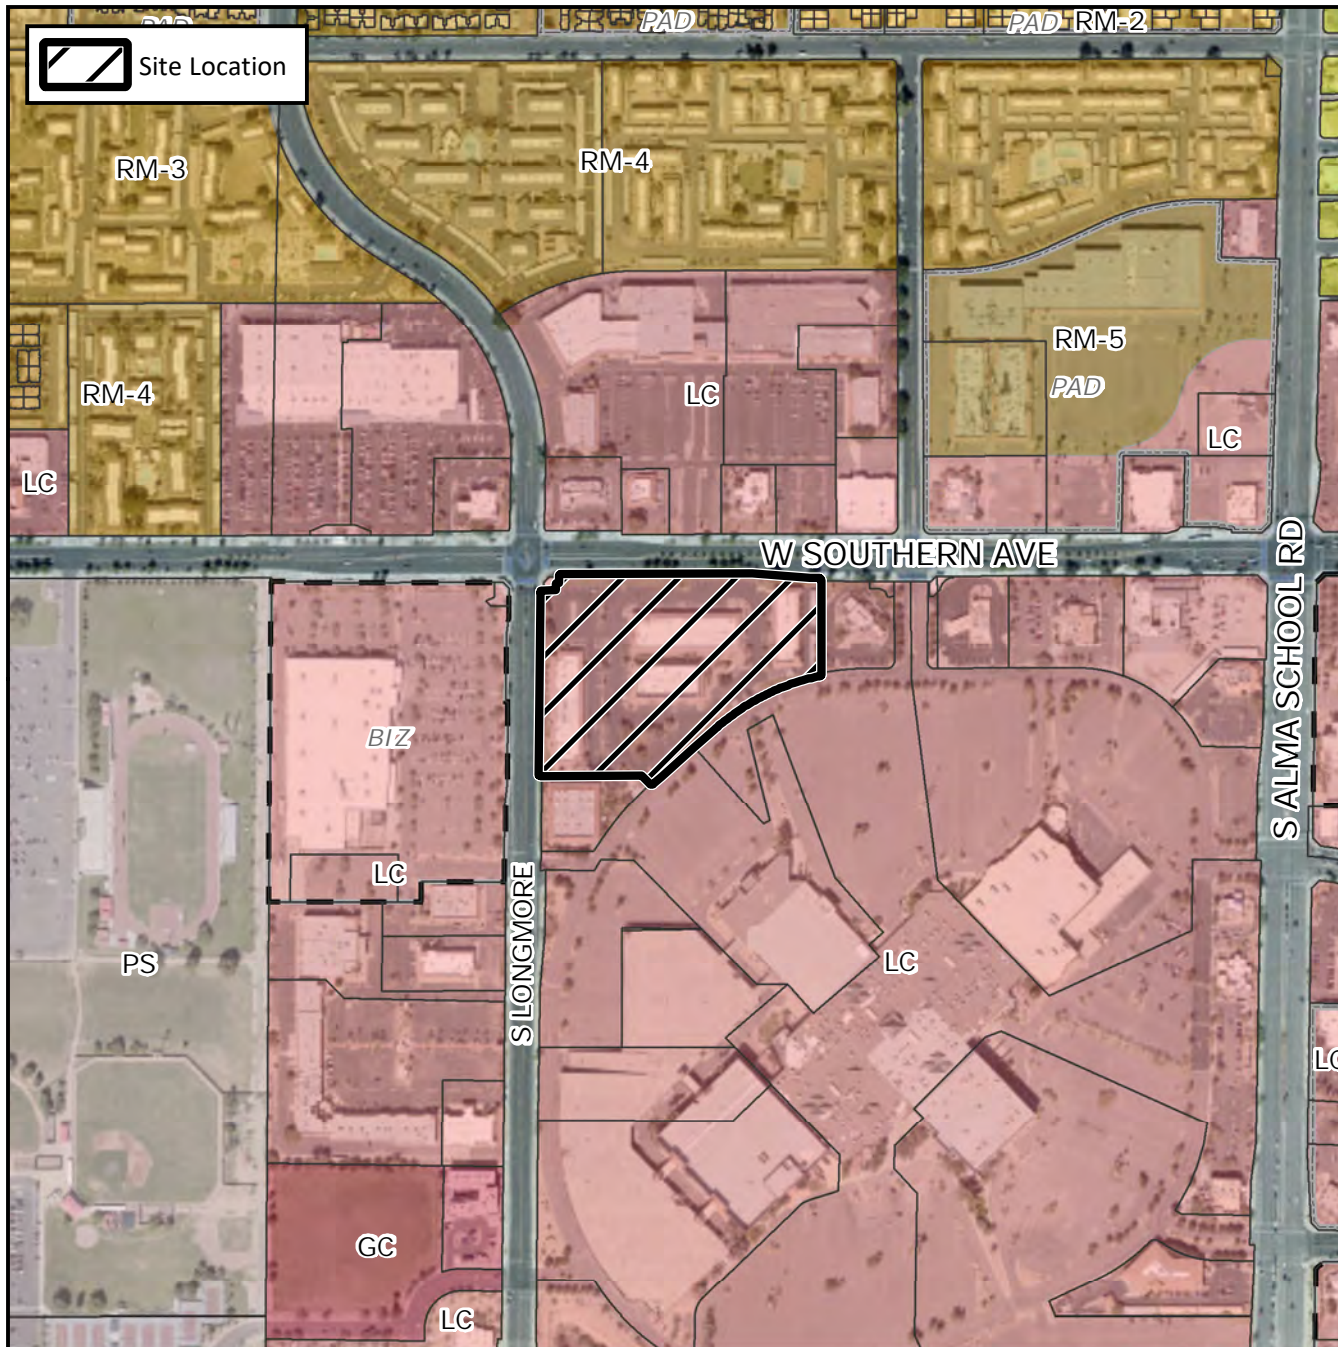 PAD
PAD
PAD RM-2
Site Location
RM-3
RM-4
RM-5
PAD
RM-4
LC
LC
LC
W SOUTHERN AVE
S ALMA SCHOOL RD
BIZ
LC
S LONGMORE
PS
LC
LC
GC
LC